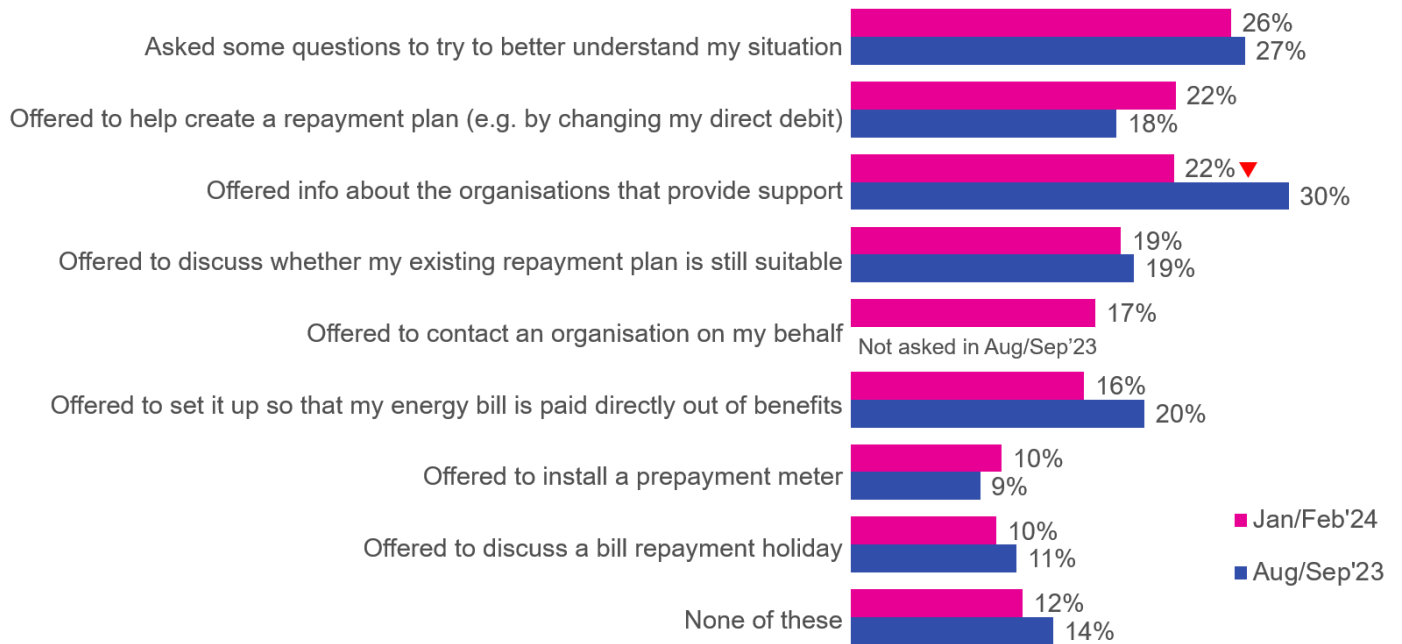 Asked some questions to try to better understand my situation
26%
27%
Offered to help create a repayment plan (e.g. by changing my direct debit)
22%
18%
Offered info about the organisations that provide support
22%
30%
Offered to discuss whether my existing repayment plan is still suitable
19%
19%
Offered to contact an organisation on my behalf
17%
Not asked in Aug/Sep’23
Offered to set it up so that my energy bill is paid directly out of benefits
16%
20%
Offered to install a prepayment meter
10%
9%
Offered to discuss a bill repayment holiday
10%
11%
None of these
12%
14%
Jan/Feb'24
Aug/Sep'23